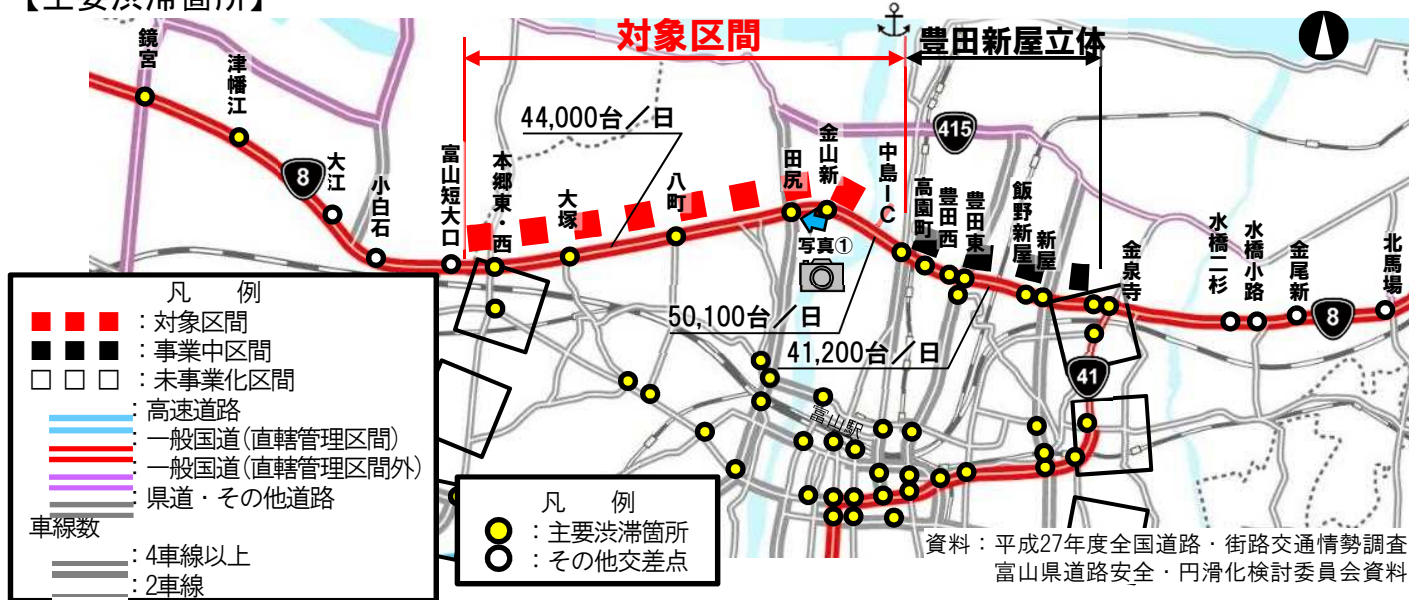 【主要渋滞箇所】
対象区間
豊田新屋立体
鏡宮
津幡江
大江
小白石
富山短大口
本郷東・西
大塚
八町
田尻
金山新
中島IC
高園町
豊田西
豊田東
飯野新屋
新屋
金泉寺
水橋二杉
水橋小路
金尾新
北馬場
44,000台／日
50,100台／日
41,200台／日
8
415
41
8
写真①
富山駅
凡　例
：対象区間
：事業中区間
：未事業化区間
：高速道路
：一般国道(直轄管理区間)
：一般国道(直轄管理区間外)
：県道・その他道路
車線数
：4車線以上
：2車線
凡　例
：主要渋滞箇所
：その他交差点
資料：平成27年度全国道路・街路交通情勢調査
富山県道路安全・円滑化検討委員会資料